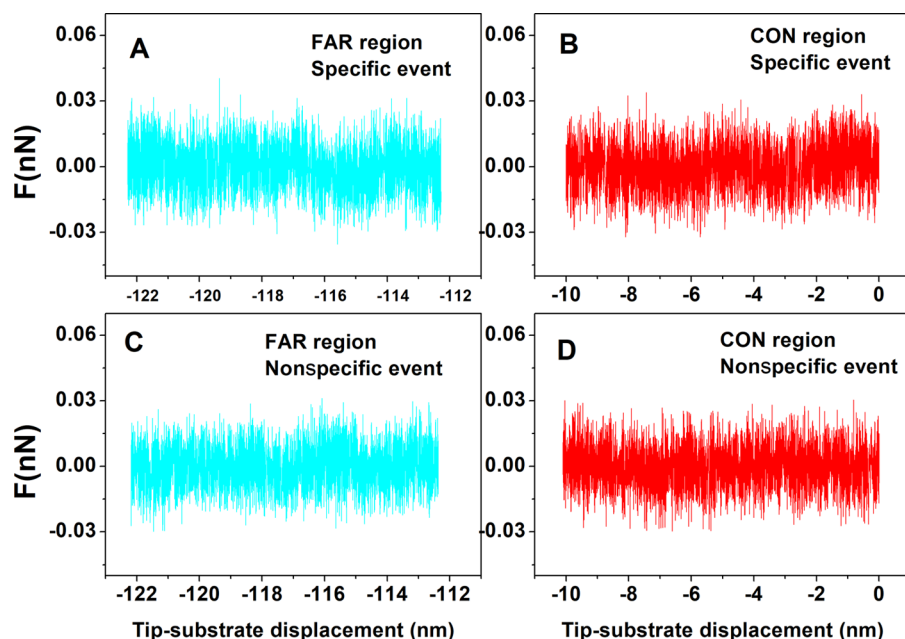 A
FAR region
Specific event
F(nN)
0.06
0.03
0.00
-0.03
-122 -120 -118 -116 -114 -112
B
CON region
Specific event
0.06
0.03
0.00
-0.03
-10 -8 -6 -4 -2 0
C
FAR region
Nonspecific event
F(nN)
0.06
0.03
0.00
-0.03
-122 -120 -118 -116 -114 -112
Tip-substrate displacement (nm)
D
CON region
Nonspecific event
0.06
0.03
0.00
-0.03
-10 -8 -6 -4 -2 0
Tip-substrate displacement (nm)